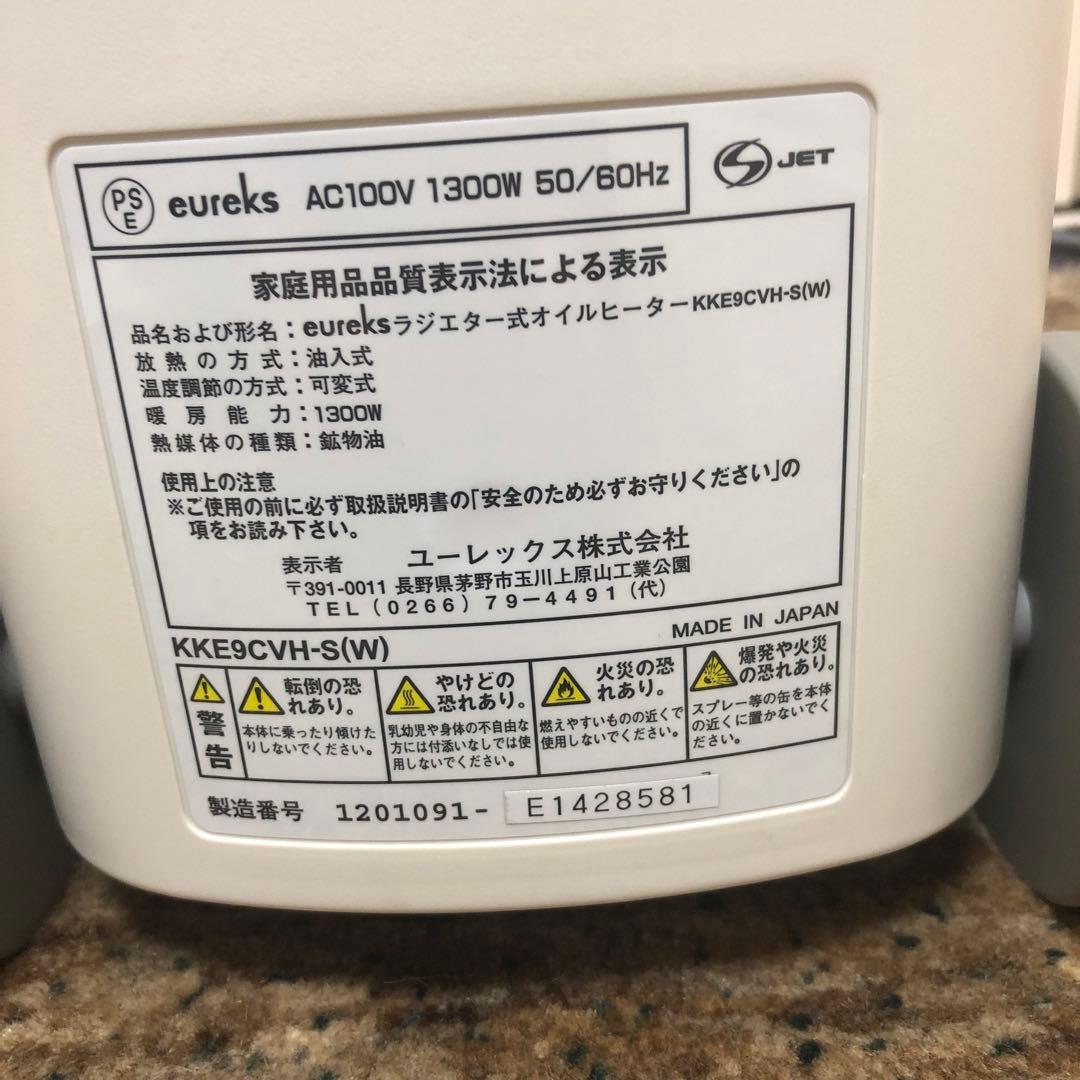 PSE eureks AC100V 1300W 50/60Hz
S JET
家庭用品品質表示法による表示
品名および形名：eureksラジエター式オイルヒーターKKE9CVH-S(W)
放熱の方式：油入式
温度調節の方式：可変式
暖房能力：1300W
熱媒体の種類：鉱物油
使用上の注意
※ご使用の前に必ず取扱説明書の「安全のため必ずお守りください」の
項をお読み下さい。
表示者 ユーレックス株式会社
〒391-0011 長野県茅野市玉川上原山工業公園
TEL（0266）79−4491（代）
MADE IN JAPAN
KKE9CVH-S(W)
警告
転倒の恐
れあり。
本体に乗ったり傾けた
りしないでください。
やけどの
恐れあり。
乳幼児や身体の不自由な
方には付添いなしでは使
用しないでください。
火災の恐
れあり。
燃えやすいものの近くで
使用しないでください。
爆発や火災
の恐れあり。
スプレー等の缶を本体
の近くに置かないでく
ださい。
製造番号 1201091- E1428581